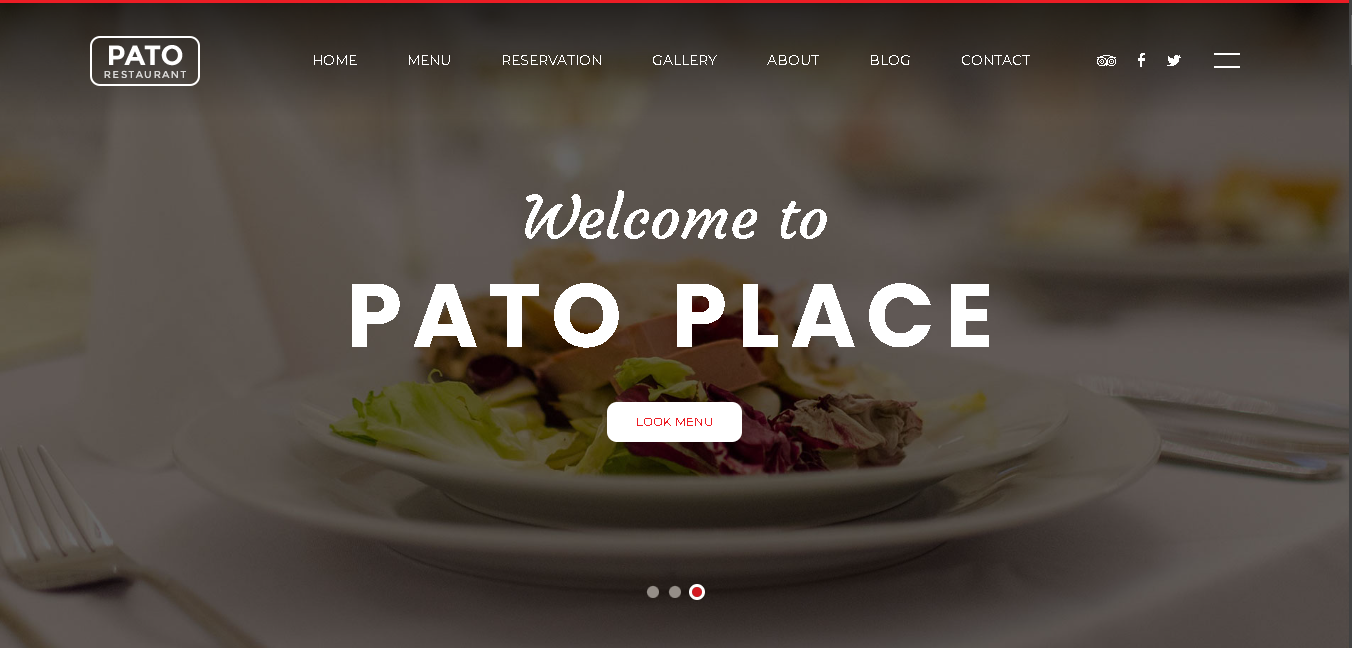 PATO
RESTAURANT
HOME MENU RESERVATION GALLERY ABOUT BLOG CONTACT
Welcome to
PATO PLACE
LOOK MENU